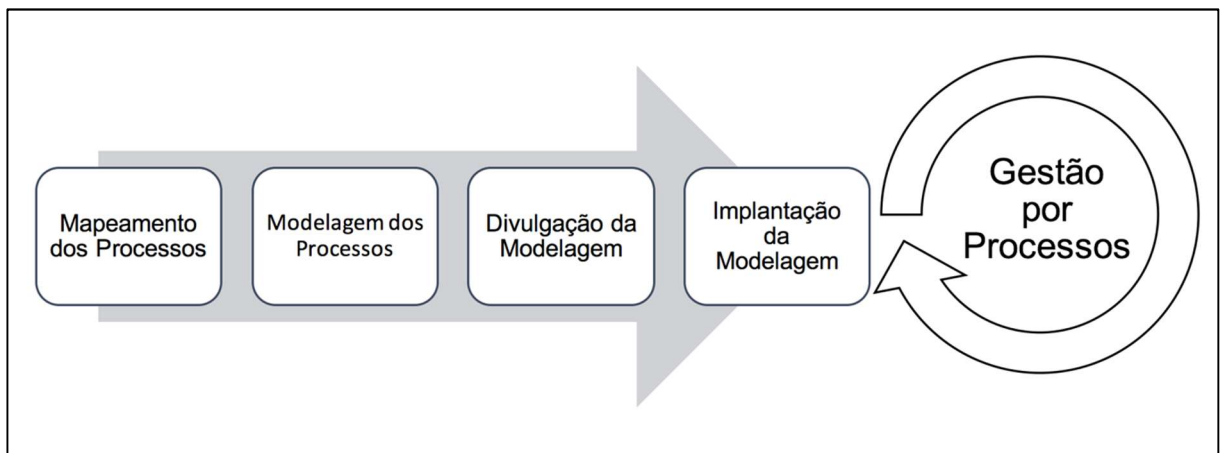 Mapeamento
dos Processos
Modelagem dos
Processos
Divulgação da
Modelagem
Implantação
da
Modelagem
Gestão
por
Processos